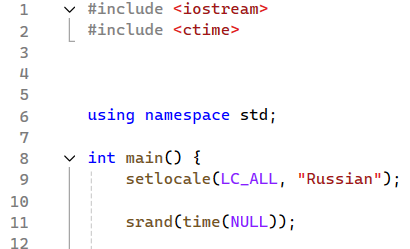 1 #include <iostream>
2 #include <ctime>
3
4
5
6 using namespace std;
7
8 int main() {
9 setlocale(LC_ALL, "Russian");
10
11 srand(time(NULL));
12